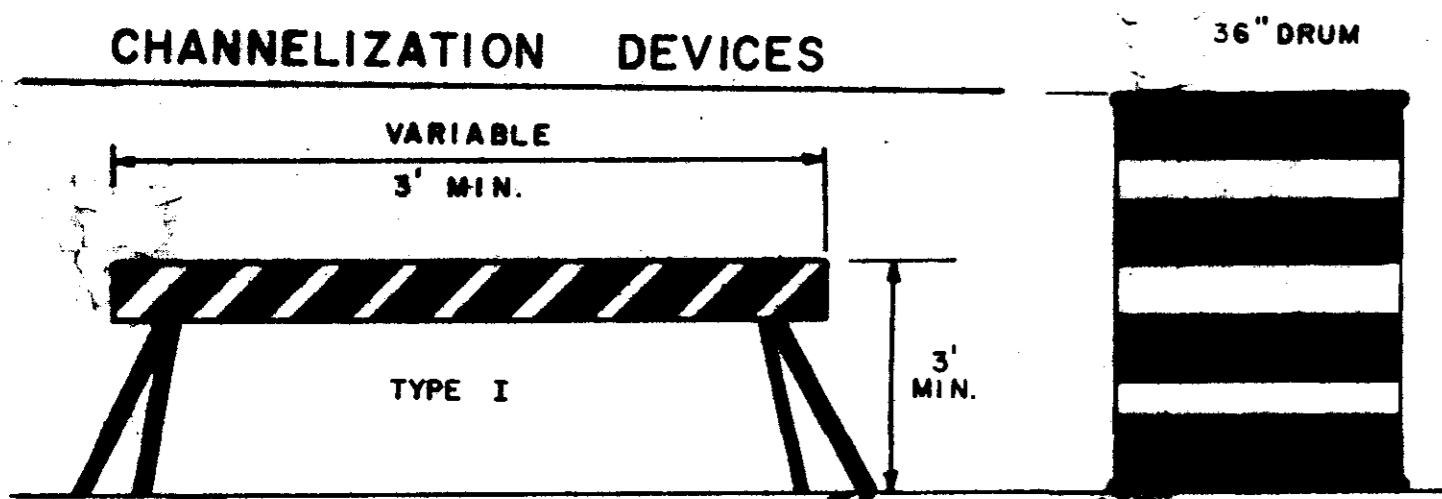 CHANNELIZATION DEVICES
36" DRUM
VARIABLE
3' MIN.
3'
MIN.
TYPE I